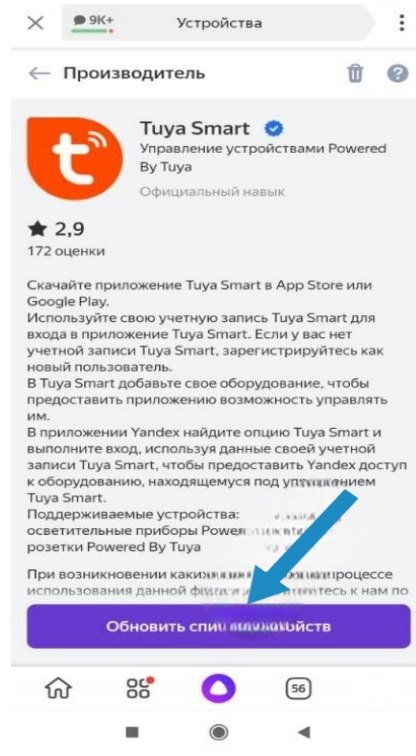 9K+ Устройства
Производитель
Tuya Smart
Управление устройствами Powered
By Tuya
Официальный навык
2,9
172 оценки
Скачайте приложение Tuya Smart в App Store или
Google Play.
Используйте свою учетную запись Tuya Smart для
входа в приложение Tuya Smart. Если у вас нет
учетной записи Tuya Smart, зарегистрируйтесь как
новый пользователь.
В Tuya Smart добавьте свое оборудование, чтобы
предоставить приложению возможность управлять
им.
В приложении Yandex найдите опцию Tuya Smart и
выполните вход, используя данные своей учетной
записи Tuya Smart, чтобы предоставить Yandex доступ
к оборудованию, находящемуся под управлением
Tuya Smart.
Поддерживаемые устройства:
осветительные приборы
розетки Powered By Tuya
При возникновении процессе
использования данной к нам по
Обновить
56